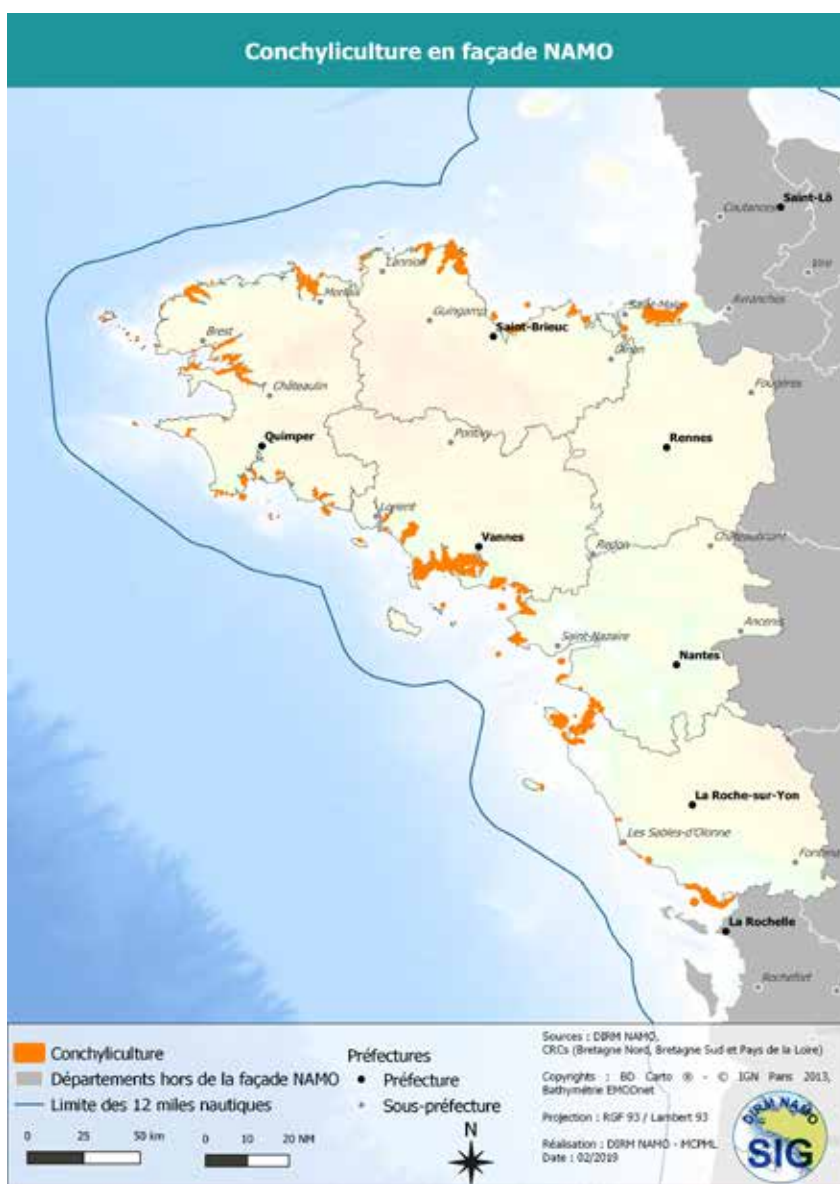 Conchyliculture en façade NAMO
Saint-Lô
Coutances
Vire
Avranches
Lannion
Morlaix
Guingamp
Saint-Brieuc
Saint-Malo
Dinan
Brest
Châteaulin
Fougères
Quimper
Pontivy
Rennes
Lorient
Vannes
Redon
Châteaubriant
Saint-Nazaire
Ancenis
Nantes
La Roche-sur-Yon
Les Sables-d'Olonne
La Rochelle
Rochefort
Conchyliculture
Départements hors de la façade NAMO
Limite des 12 miles nautiques
0 25 50 km
0 10 20 NM
Préfectures
Préfecture
Sous-préfecture
N
Sources : DIRM NAMO,
CRCs (Bretagne Nord, Bretagne Sud et Pays de la Loire)
Copyrights : BD Carto ® - © IGN Paris 2013,
Bathymétrie EMODnet
Projection : RGF 93 / Lambert 93
Réalisation : DIRM NAMO - MCPML
Date : 02/2019
DIRM NAMO
SIG